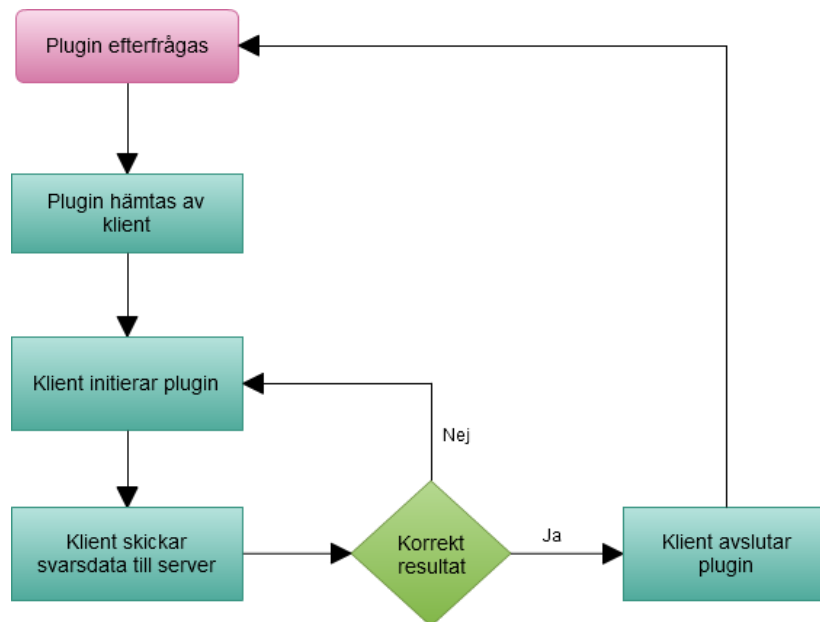 Plugin efterfrågas
Plugin hämtas av
klient
Klient initierar plugin
Nej
Klient skickar
svarsdata till server
Korrekt
resultat
Ja
Klient avslutar
plugin